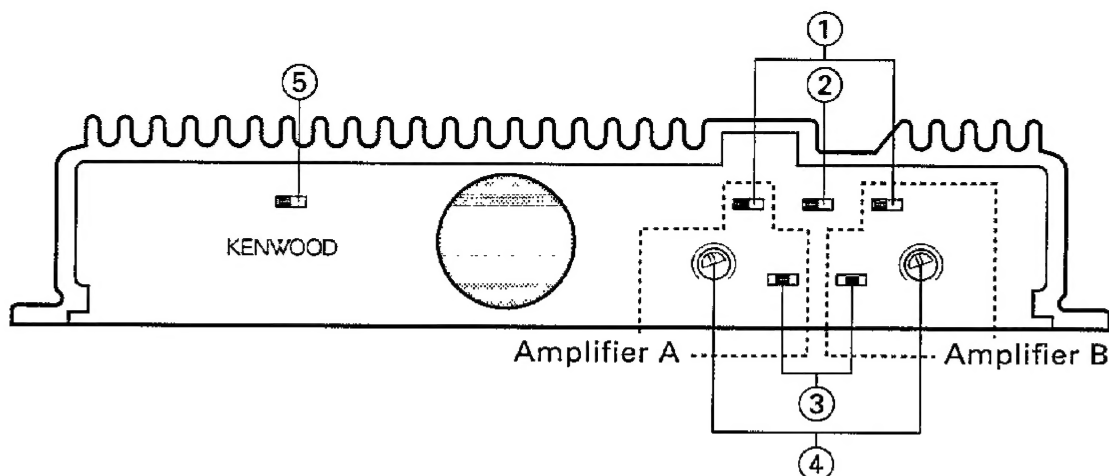 ①
②
⑤
KENWOOD
Amplifier A
Amplifier B
③
④